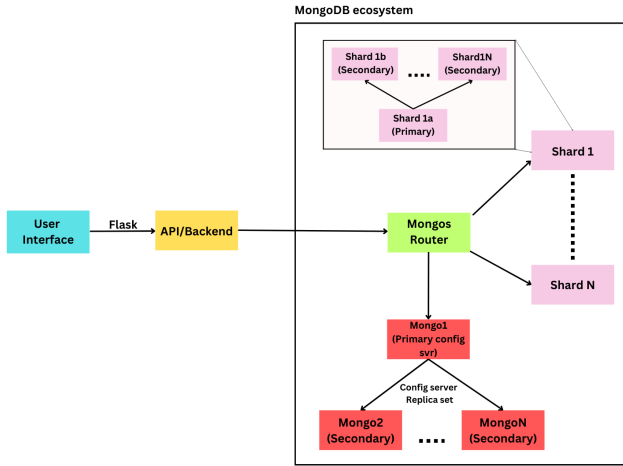 MongoDB ecosystem
Shard 1b
(Secondary)
....
Shard1N
(Secondary)
Shard 1a
(Primary)
Shard 1
User
Interface
Flask
API/Backend
Mongos
Router
Shard N
Mongo1
(Primary config
svr)
Config server
Replica set
Mongo2
(Secondary)
....
MongoN
(Secondary)